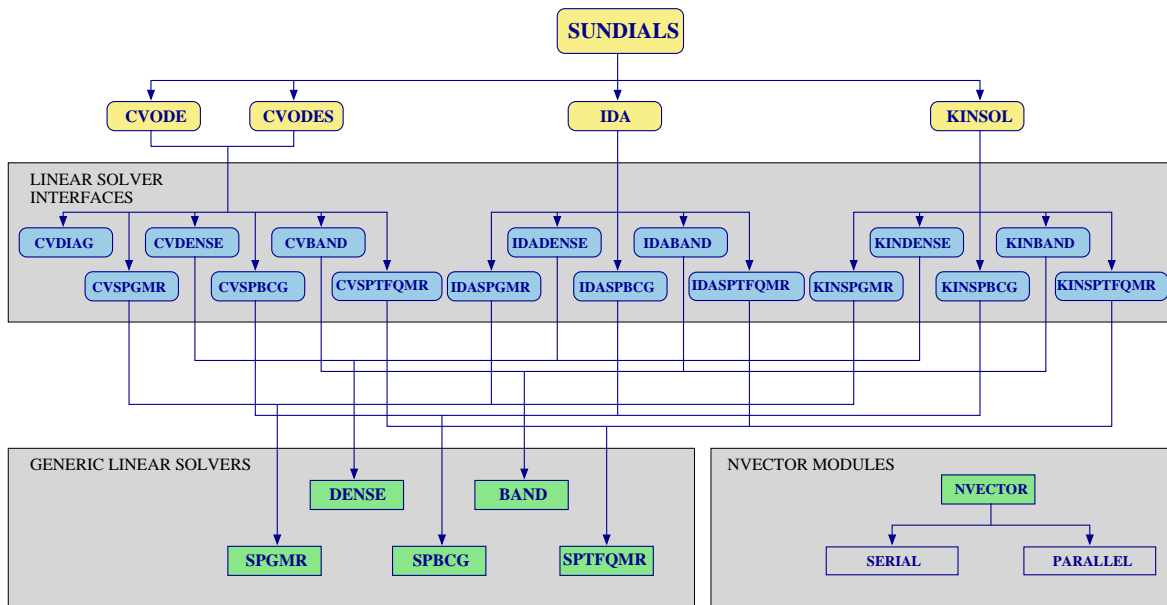 SUNDIALS
CVODE
CVODES
IDA
KINSOL
LINEAR SOLVER
INTERFACES
CVDIAG
CVDENSE
CVBAND
IDADENSE
IDABAND
KINDENSE
KINBAND
CVSPGMR
CVSPBCG
CVSPTFQMR
IDASPGMR
IDASPBCG
IDASPTFQMR
KINSPGMR
KINSPBCG
KINSPTFQMR
GENERIC LINEAR SOLVERS
DENSE
BAND
SPGMR
SPBCG
SPTFQMR
NVECTOR MODULES
NVECTOR
SERIAL
PARALLEL